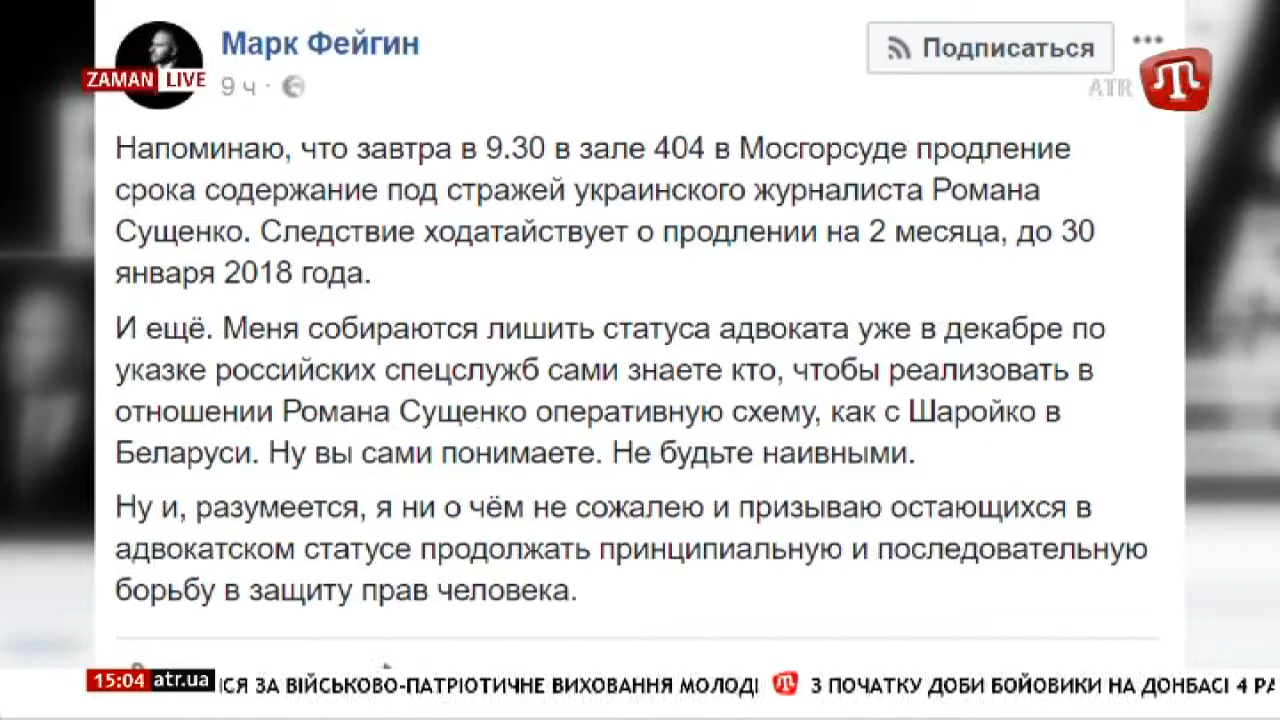 Марк Фейгин
Подписаться
ZAMAN LIVE
9 ч ·
ATR
Напоминаю, что завтра в 9.30 в зале 404 в Мосгорсуде продление
срока содержание под стражей украинского журналиста Романа
Сущенко. Следствие ходатайствует о продлении на 2 месяца, до 30
января 2018 года.
И ещё. Меня собираются лишить статуса адвоката уже в декабре по
указке российских спецслужб сами знаете кто, чтобы реализовать в
отношении Романа Сущенко оперативную схему, как с Шаройко в
Беларуси. Ну вы сами понимаете. Не будьте наивными.
Ну и, разумеется, я ни о чём не сожалею и призываю остающихся в
адвокатском статусе продолжать принципиальную и последовательную
борьбу в защиту прав человека.
15:04 atr.ua ІСЯ ЗА ВІЙСЬКОВО-ПАТРІОТИЧНЕ ВИХОВАННЯ МОЛОДІ З ПОЧАТКУ ДОБИ БОЙОВИКИ НА ДОНБАСІ 4 РА